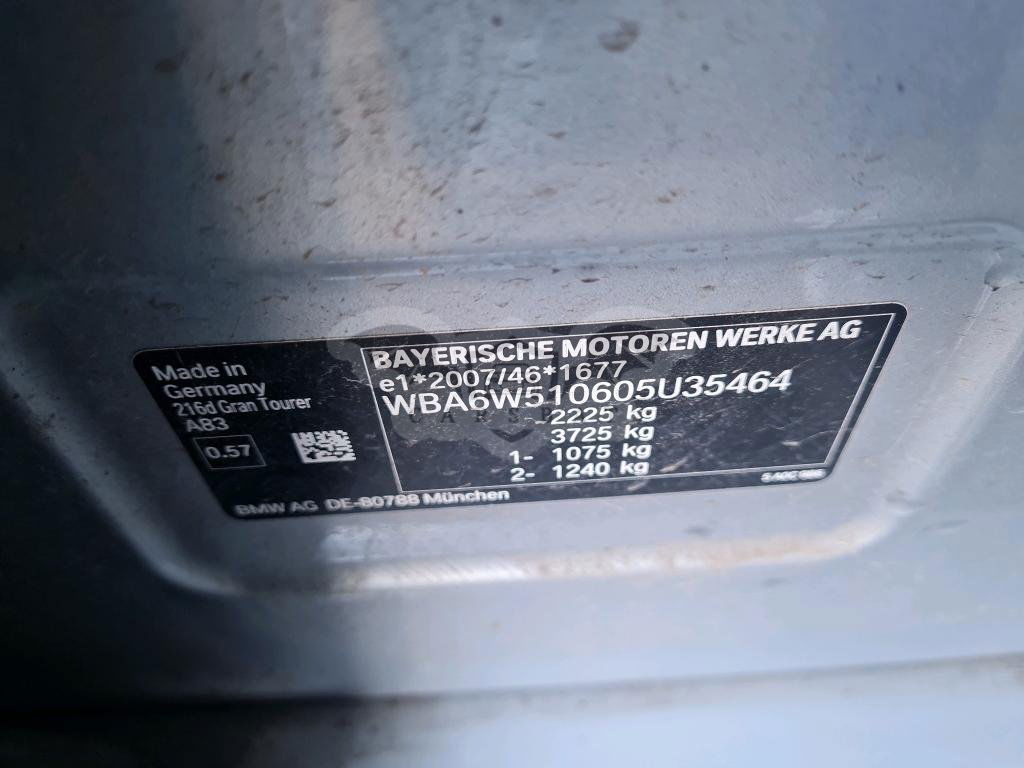 Made in
Germany
216d Gran Tourer
A83
0.57
BAYERISCHE MOTOREN WERKE AG
e1*2007/46*1677
WBA6W510605U35464
2225 kg
3725 kg
1- 1075 kg
2- 1240 kg
BMW AG DE-80788 München